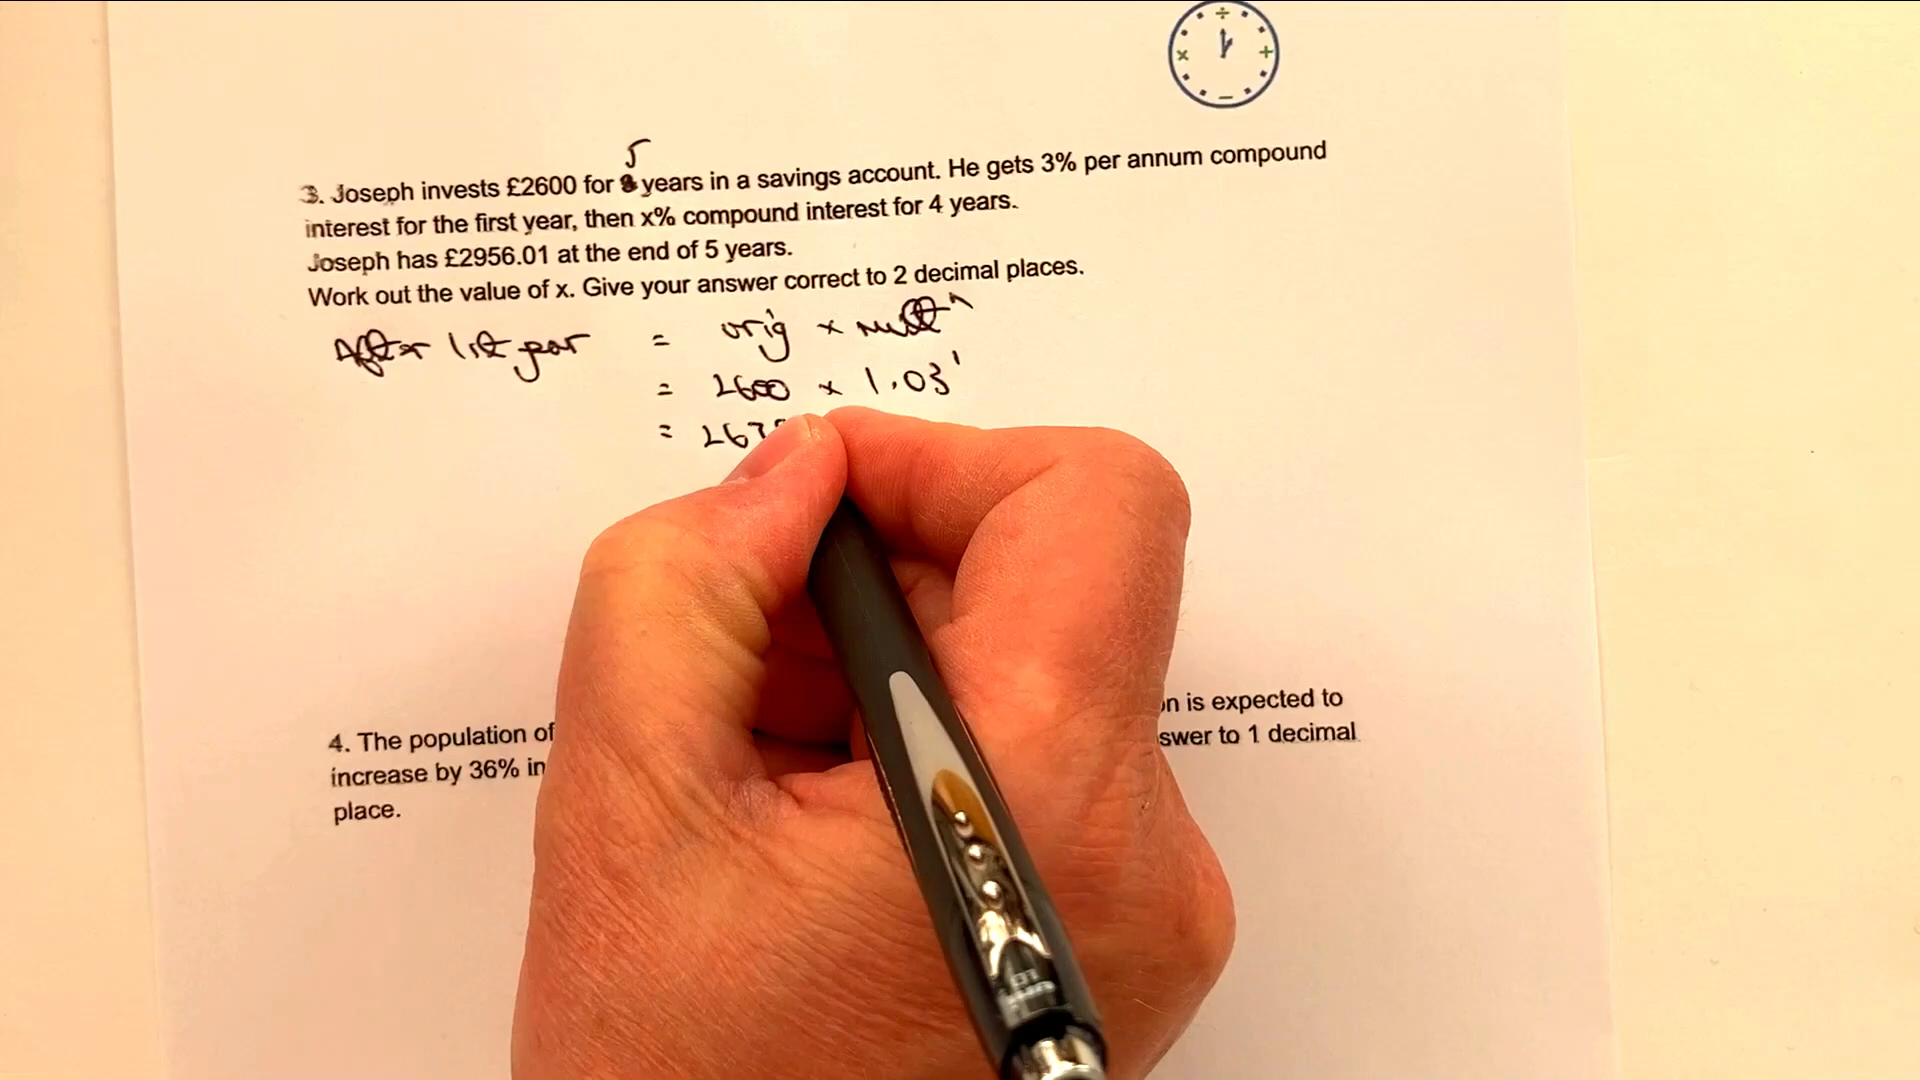 5
3. Joseph invests £2600 for years in a savings account. He gets 3% per annum compound
interest for the first year, then x% compound interest for 4 years.
Joseph has £2956.01 at the end of 5 years.
Work out the value of x. Give your answer correct to 2 decimal places.
After 1st year = orig × mult^n
= 2600 × 1.03¹
= 267
4. The population of n is expected to
increase by 36% in swer to 1 decimal
place.